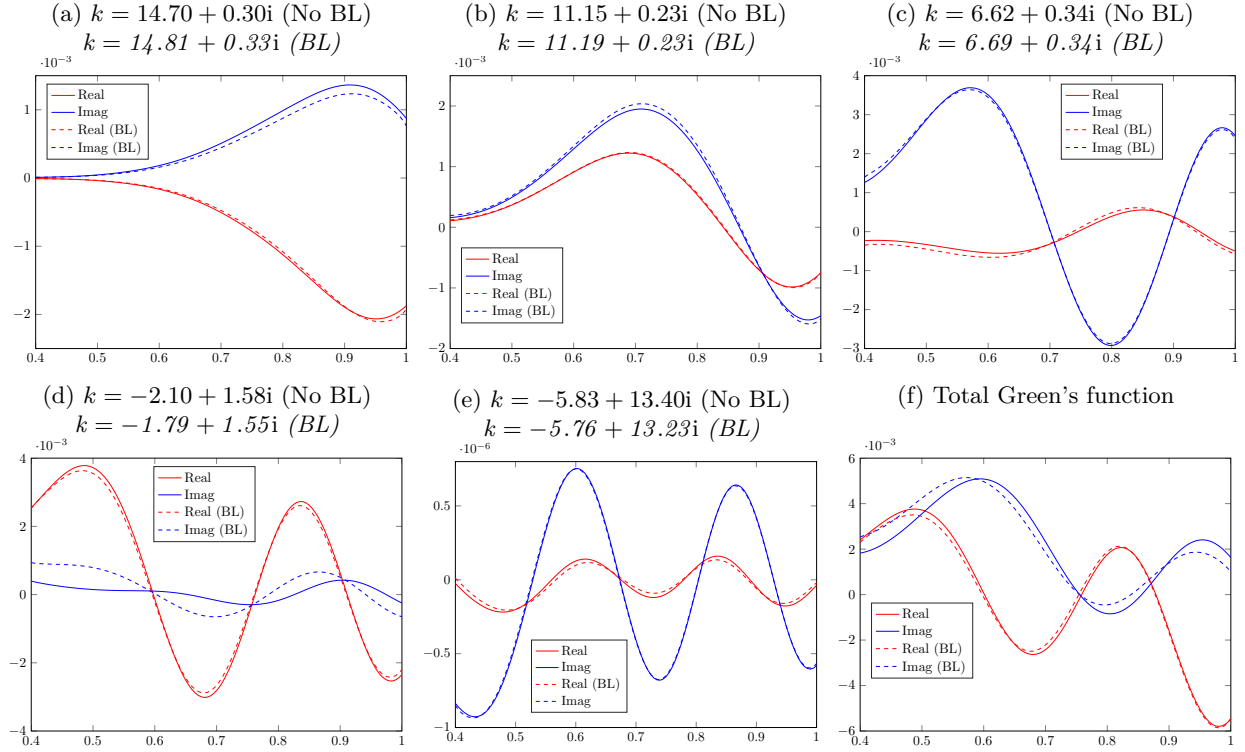 (a) k = 14.70 + 0.30i (No BL)
k = 14.81 + 0.33i (BL)
·10⁻³
1
0
−1
−2
Real
Imag
Real (BL)
Imag (BL)
0.4 0.5 0.6 0.7 0.8 0.9 1
(b) k = 11.15 + 0.23i (No BL)
k = 11.19 + 0.23i (BL)
·10⁻³
2
1
0
−1
−2
Real
Imag
Real (BL)
Imag (BL)
0.4 0.5 0.6 0.7 0.8 0.9 1
(c) k = 6.62 + 0.34i (No BL)
k = 6.69 + 0.34i (BL)
·10⁻³
4
3
2
1
0
−1
−2
−3
Real
Imag
Real (BL)
Imag (BL)
0.4 0.5 0.6 0.7 0.8 0.9 1
(d) k = −2.10 + 1.58i (No BL)
k = −1.79 + 1.55i (BL)
·10⁻³
4
2
0
−2
−4
Real
Imag
Real (BL)
Imag (BL)
0.4 0.5 0.6 0.7 0.8 0.9 1
(e) k = −5.83 + 13.40i (No BL)
k = −5.76 + 13.23i (BL)
·10⁻⁶
0.5
0
−0.5
−1
Real
Imag
Real (BL)
Imag (BL)
0.4 0.5 0.6 0.7 0.8 0.9 1
(f) Total Green's function
·10⁻³
6
4
2
0
−2
−4
−6
Real
Imag
Real (BL)
Imag (BL)
0.4 0.5 0.6 0.7 0.8 0.9 1